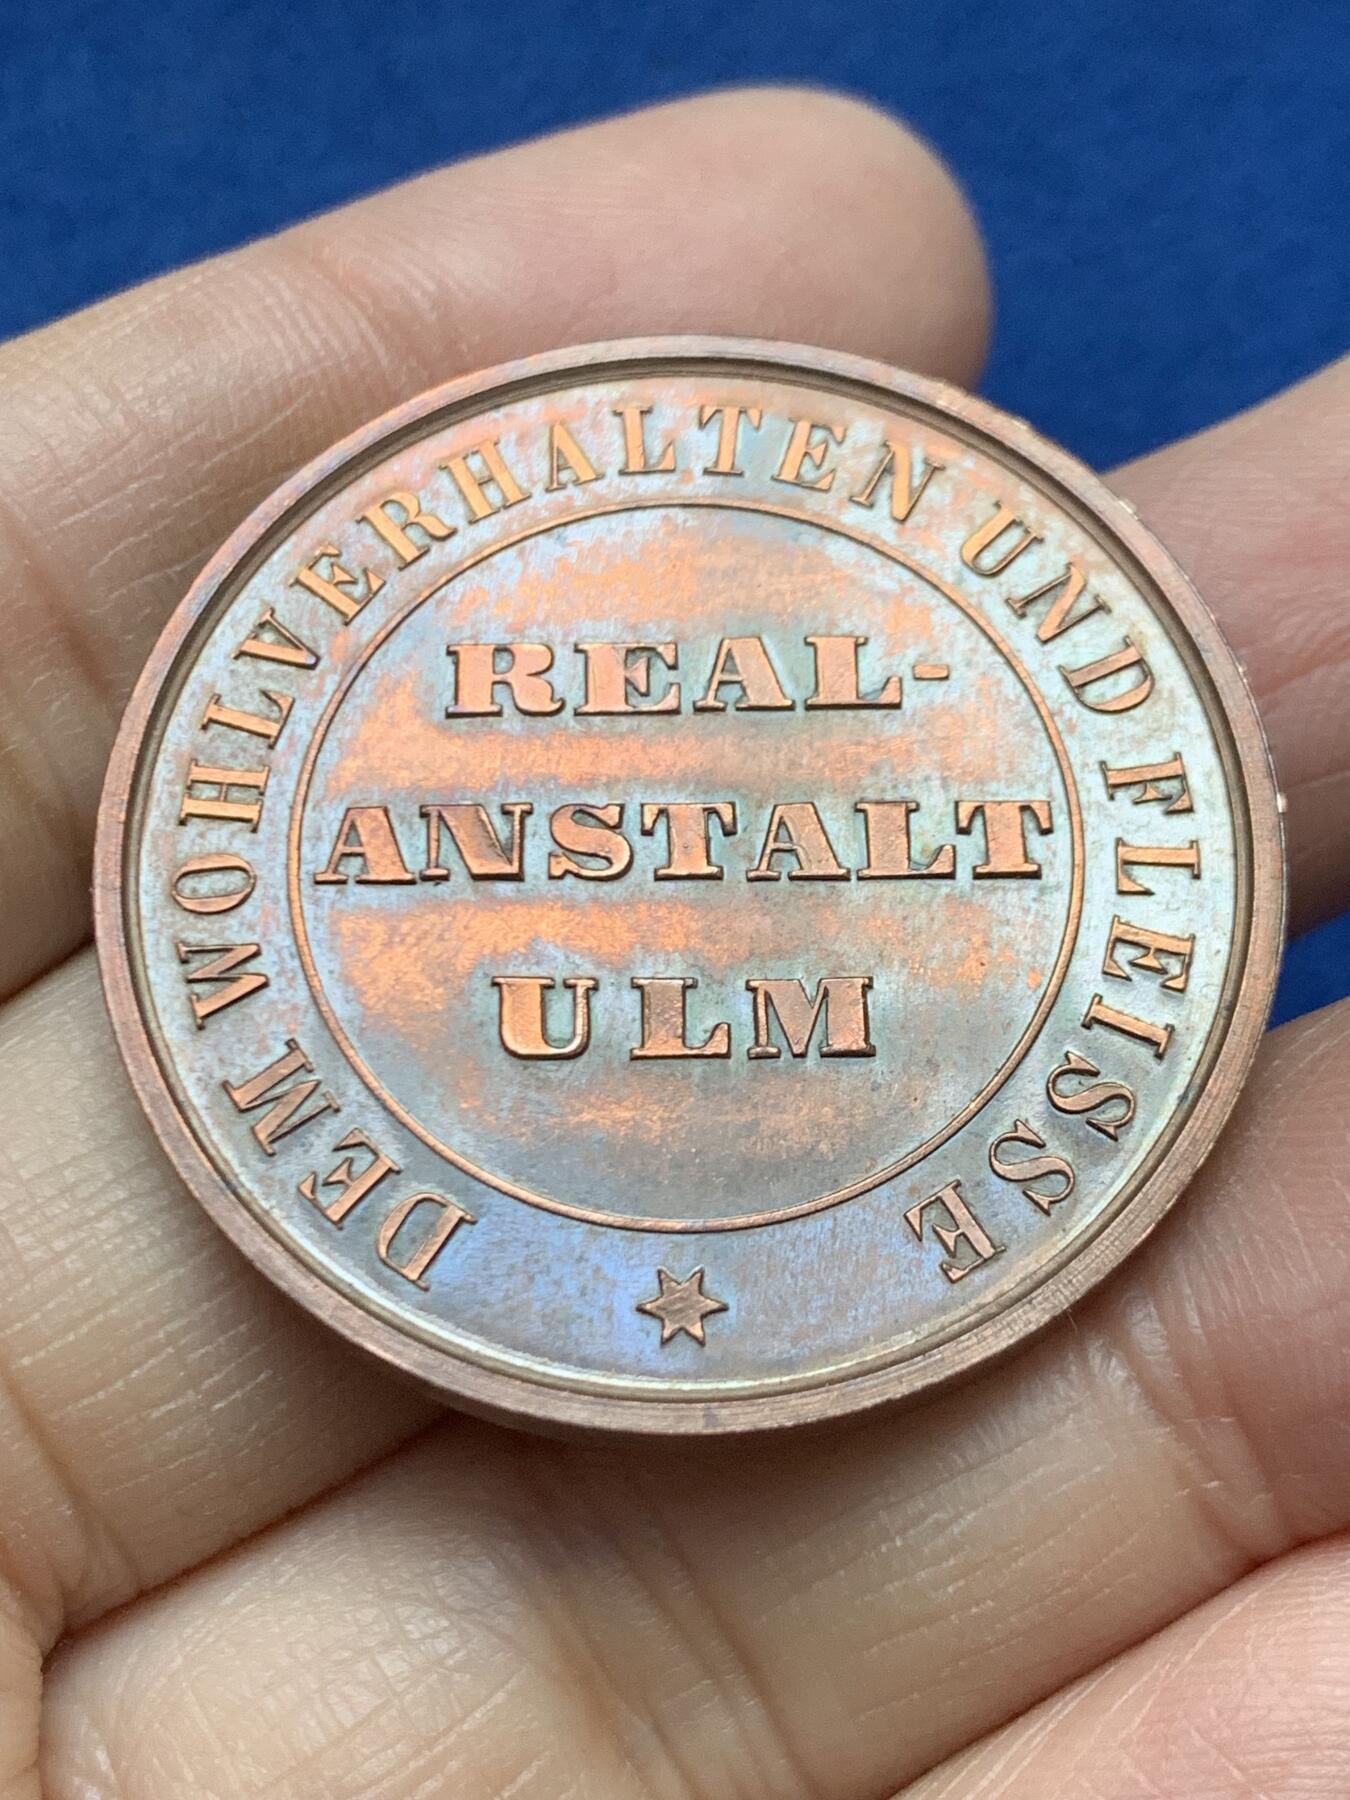 DEM WOHLVERHALTEN UND FLEISSE
REAL-
ANSTALT
ULM